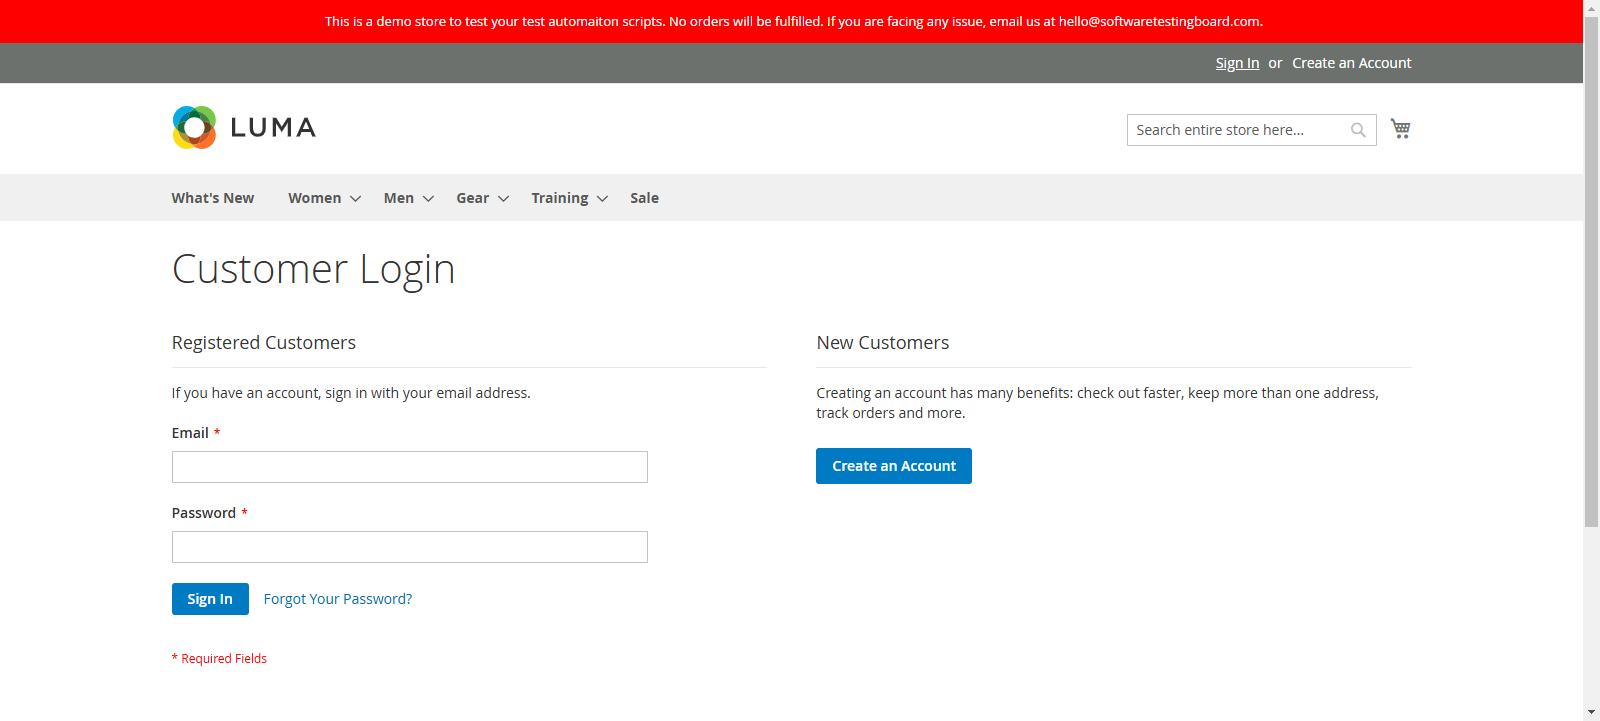 This is a demo store to test your test automaiton scripts. No orders will be fulfilled. If you are facing any issue, email us at hello@softwaretestingboard.com.
Sign In or Create an Account
LUMA
Search entire store here...
What's New Women Men Gear Training Sale
Customer Login
Registered Customers
If you have an account, sign in with your email address.
Email *
Password *
Sign In Forgot Your Password?
* Required Fields
New Customers
Creating an account has many benefits: check out faster, keep more than one address,
track orders and more.
Create an Account